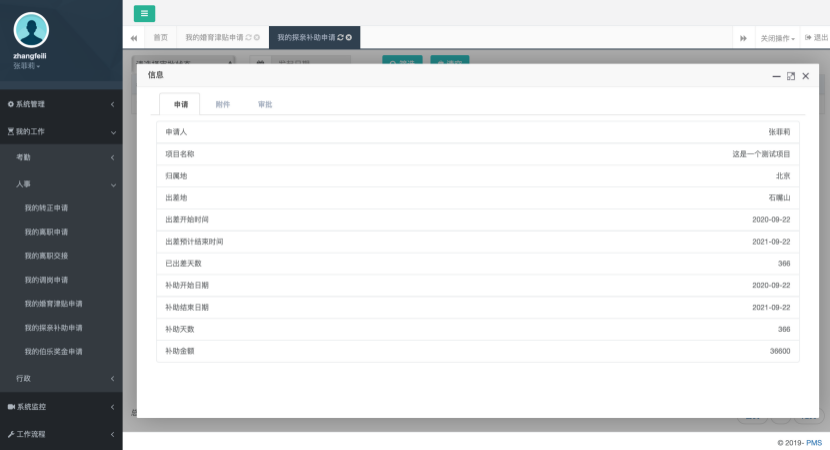 zhangfeili
张菲莉
系统管理
我的工作
考勤
人事
我的转正申请
我的离职申请
我的离职交接
我的调岗申请
我的婚育津贴申请
我的探亲补助申请
我的伯乐奖金申请
行政
系统监控
工作流程
首页
我的婚育津贴申请
我的探亲补助申请
关闭操作
退出
信息
申请
附件
审批
申请人 张菲莉
项目名称 这是一个测试项目
归属地 北京
出差地 石嘴山
出差开始时间 2020-09-22
出差预计结束时间 2021-09-22
已出差天数 366
补助开始日期 2020-09-22
补助结束日期 2021-09-22
补助天数 366
补助金额 36600
© 2019- PMS